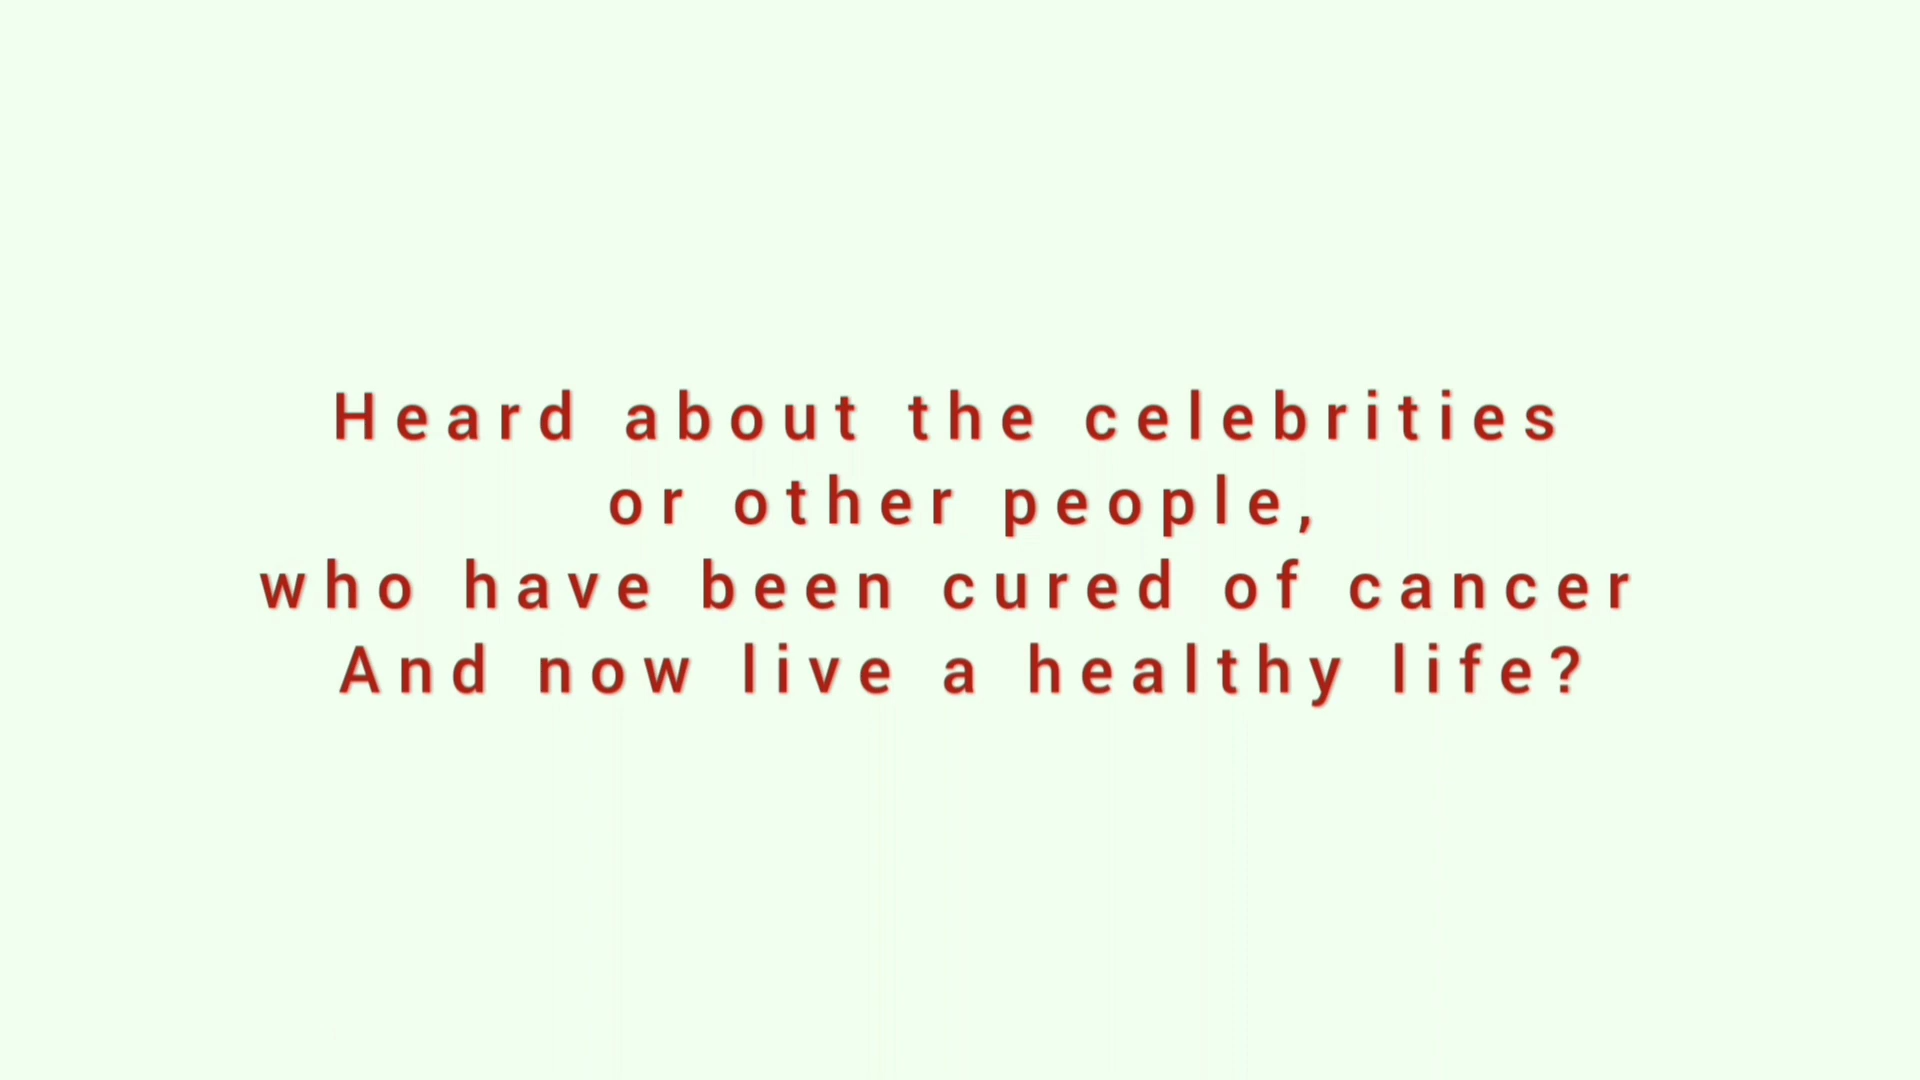 Heard about the celebrities
or other people,
who have been cured of cancer
And now live a healthy life?